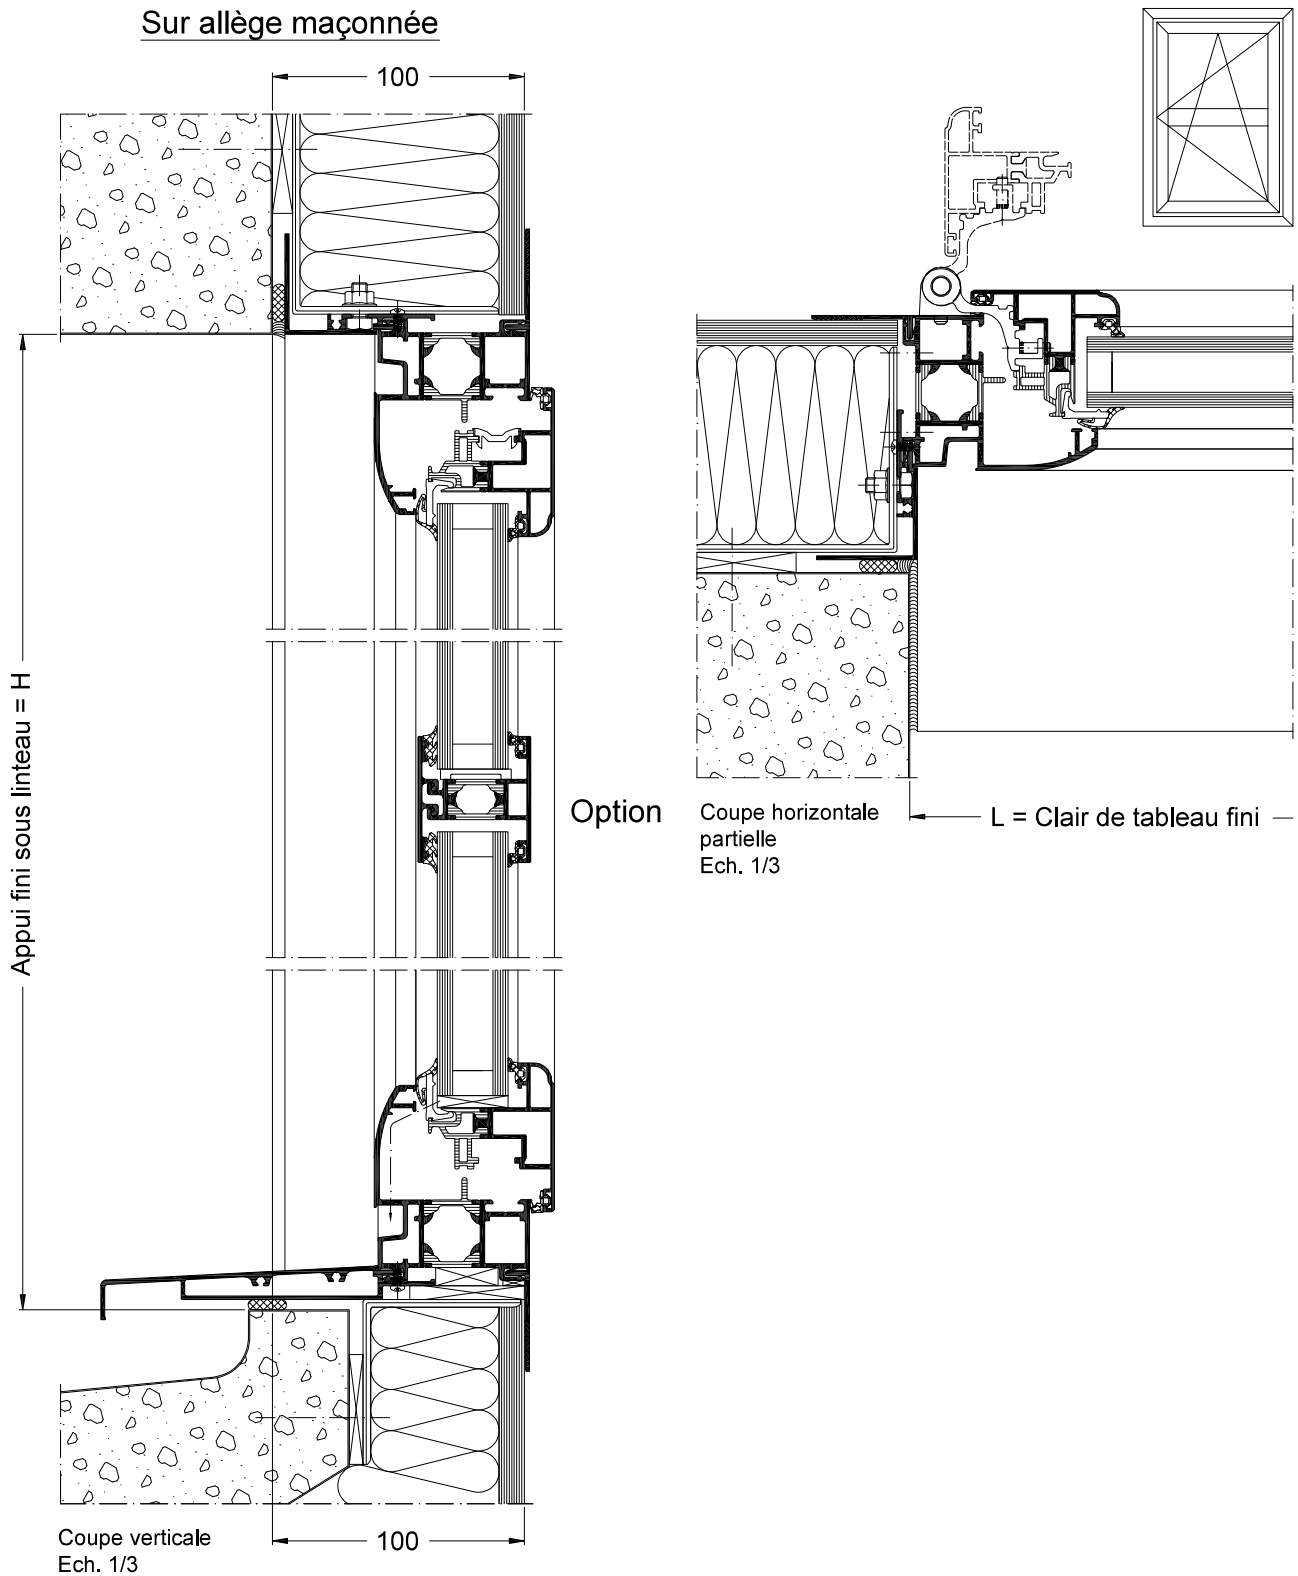 Sur allège maçonnée
100
Appui fini sous linteau = H
Option
Coupe horizontale
partielle
Ech. 1/3
L = Clair de tableau fini
Coupe verticale
Ech. 1/3
100